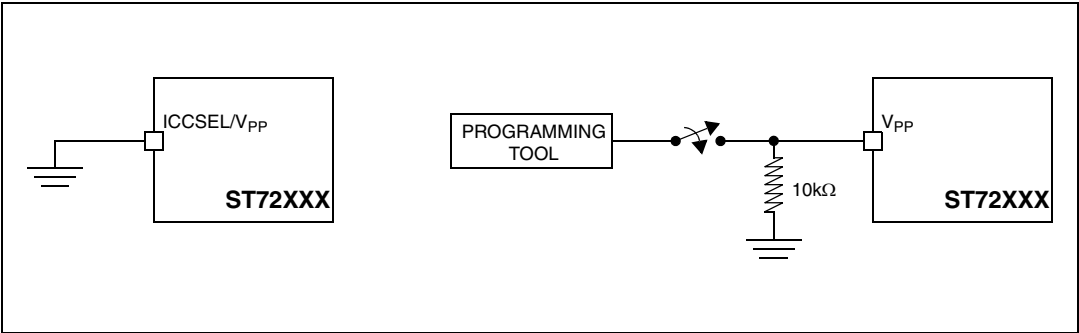 ICCSEL/VPP
ST72XXX
PROGRAMMING
TOOL
10kΩ
VPP
ST72XXX